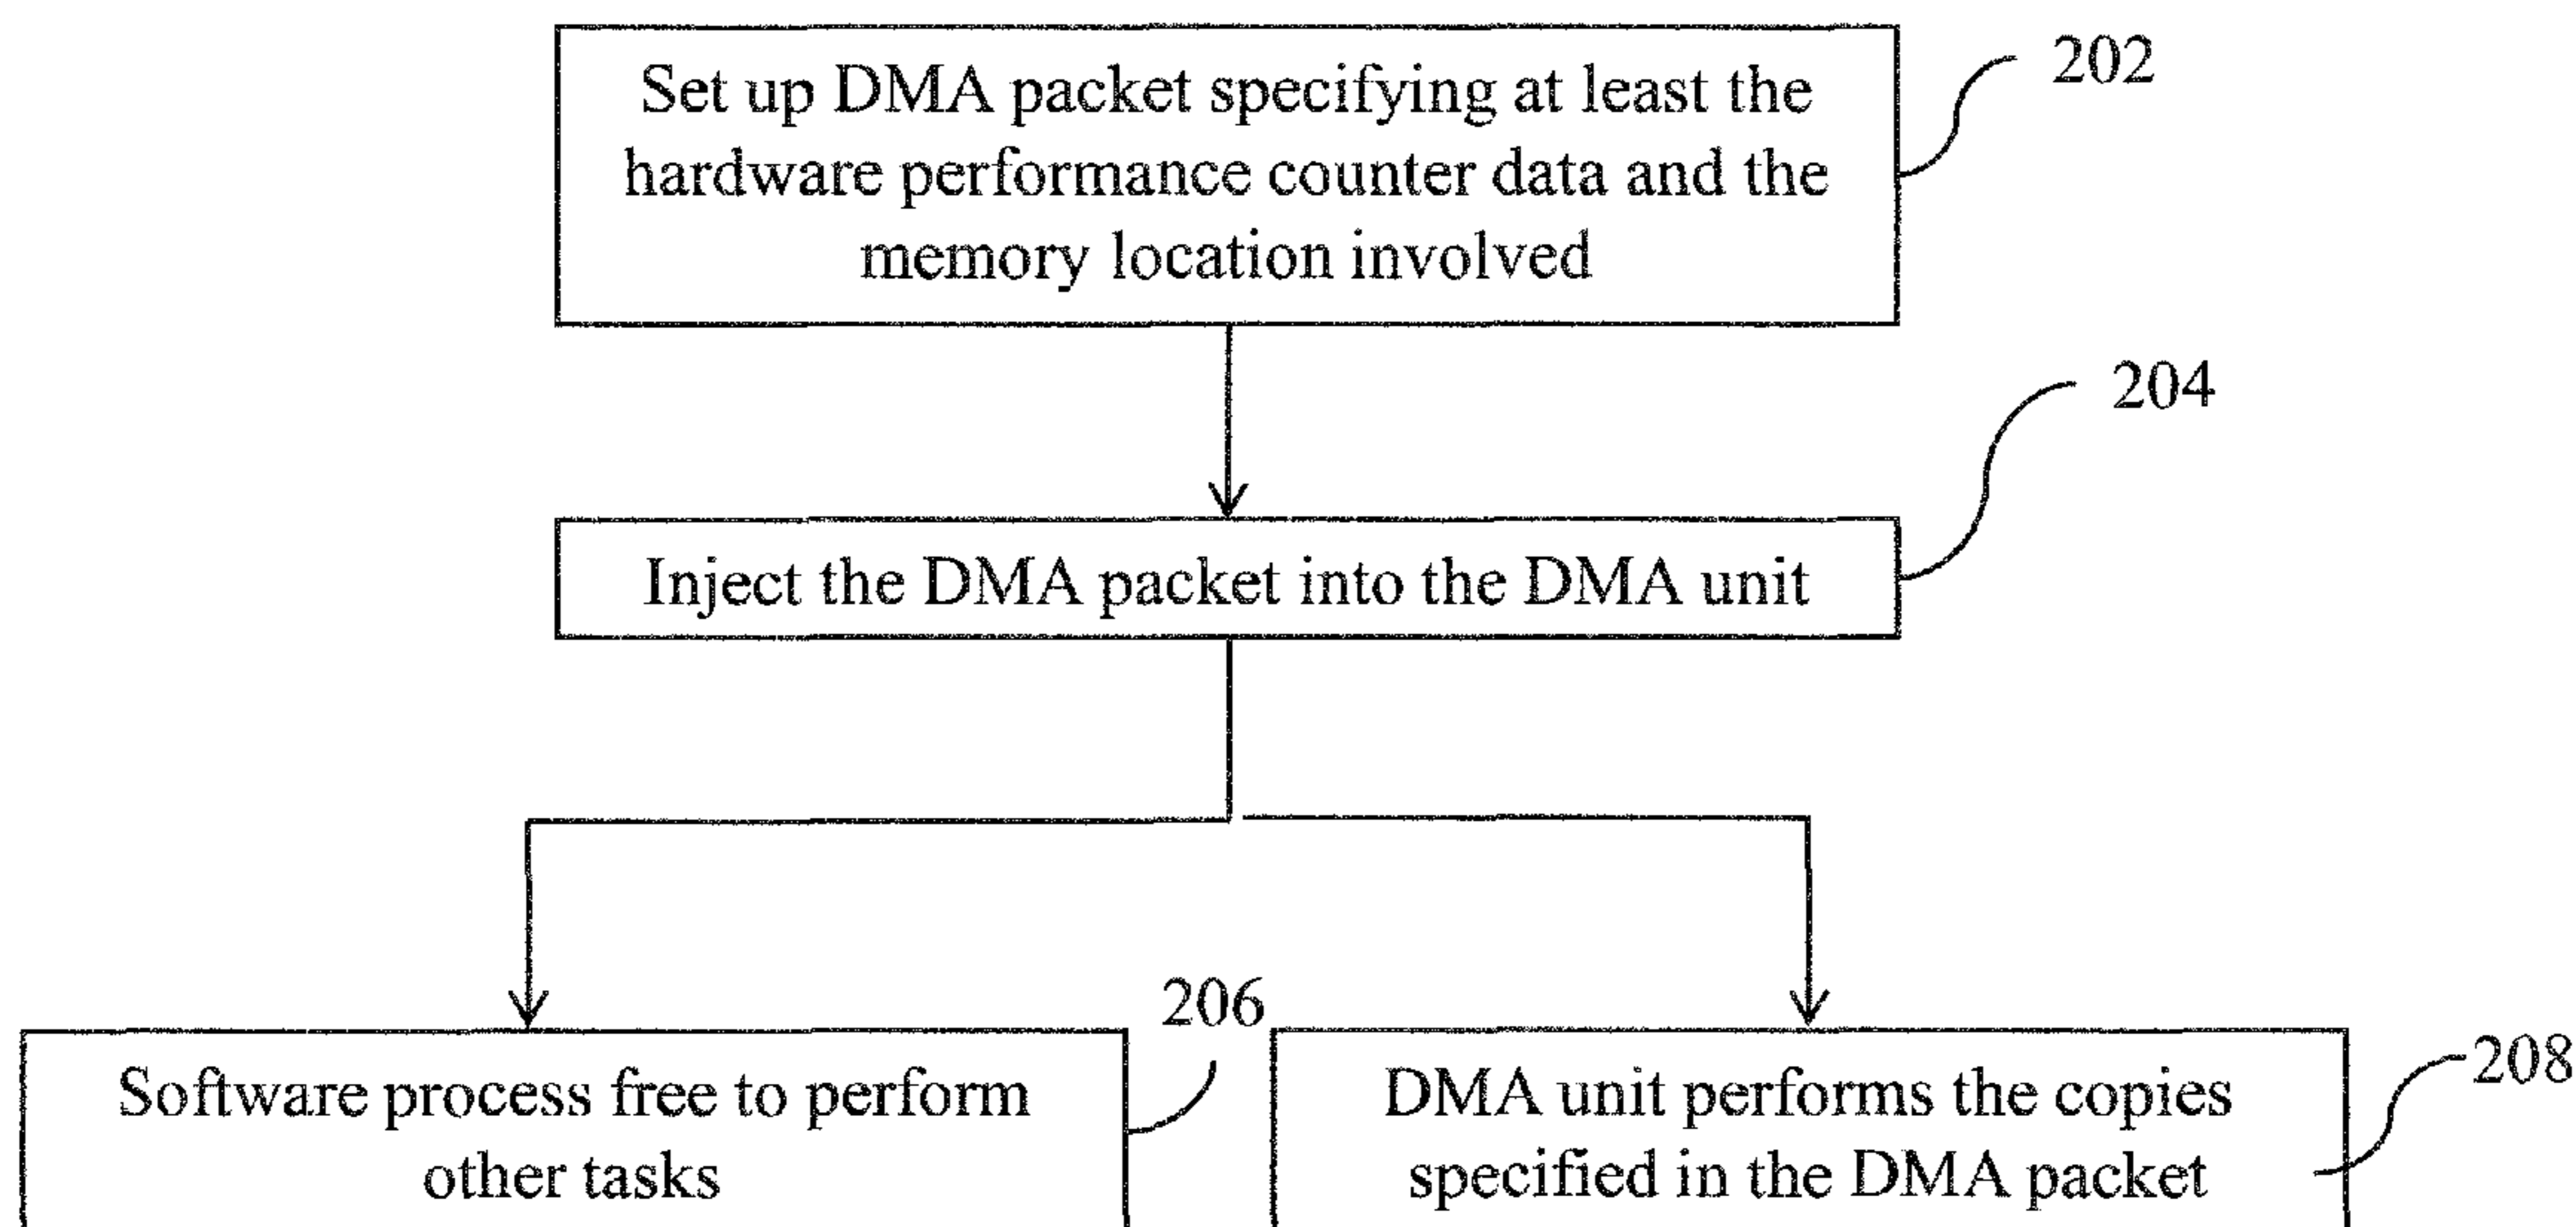 Set up DMA packet specifying at least the
hardware performance counter data and the
memory location involved
202
204
Inject the DMA packet into the DMA unit
206
Software process free to perform
other tasks
208
DMA unit performs the copies
specified in the DMA packet